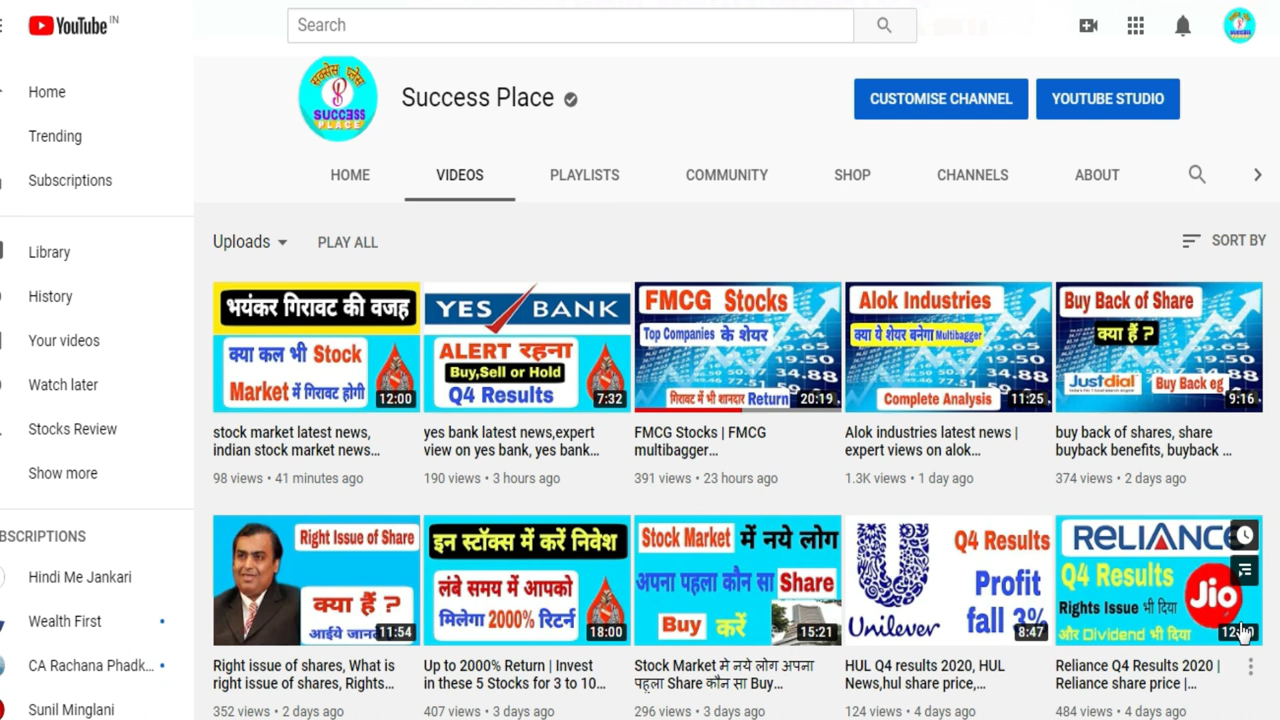 YouTube IN
Search
Home
Trending
Subscriptions
Library
History
Your videos
Watch later
Stocks Review
Show more
BSCRIPTIONS
Hindi Me Jankari
Wealth First
CA Rachana Phadk...
Sunil Minglani
सक्सेस प्लेस
SUCCESS
PLACE
Success Place
CUSTOMISE CHANNEL
YOUTUBE STUDIO
HOME
VIDEOS
PLAYLISTS
COMMUNITY
SHOP
CHANNELS
ABOUT
Uploads
PLAY ALL
SORT BY
भयंकर गिरावट की वजह
क्या कल भी Stock
Market में गिरावट होगी
12:00
stock market latest news,
indian stock market news...
98 views • 41 minutes ago
YES BANK
ALERT रहना
Buy,Sell or Hold
Q4 Results
7:32
yes bank latest news,expert
view on yes bank, yes bank...
190 views • 3 hours ago
FMCG Stocks
Top Companies के शेयर
गिरावट में भी शानदार Return
20:19
FMCG Stocks | FMCG
multibagger...
391 views • 23 hours ago
Alok Industries
क्या ये शेयर बनेगा Multibagger
19.50
34.88
Complete Analysis
11:25
Alok industries latest news |
expert views on alok...
1.3K views • 1 day ago
Buy Back of Share
क्या हैं ?
19.50
34.88
Justdial
Buy Back eg
9:16
buy back of shares, share
buyback benefits, buyback ...
374 views • 2 days ago
Right Issue of Share
क्या हैं ?
11:54
Right issue of shares, What is
right issue of shares, Rights...
352 views • 2 days ago
इन स्टॉक्स में करें निवेश
लंबे समय में आपको
मिलेगा 2000% रिटर्न
18:00
Up to 2000% Return | Invest
in these 5 Stocks for 3 to 10...
407 views • 3 days ago
Stock Market में नये लोग
अपना पहला कौन सा Share
Buy करें
15:21
Stock Market मे नये लोग अपना
पहला Share कौन सा Buy...
296 views • 3 days ago
Unilever
Q4 Results
Profit
fall 3%
8:47
HUL Q4 results 2020, HUL
News,hul share price,...
124 views • 4 days ago
RELIANCE
Q4 Results
Rights Issue भी दिया
और Dividend भी दिया
Jio
Reliance Q4 Results 2020 |
Reliance share price |...
484 views • 4 days ago